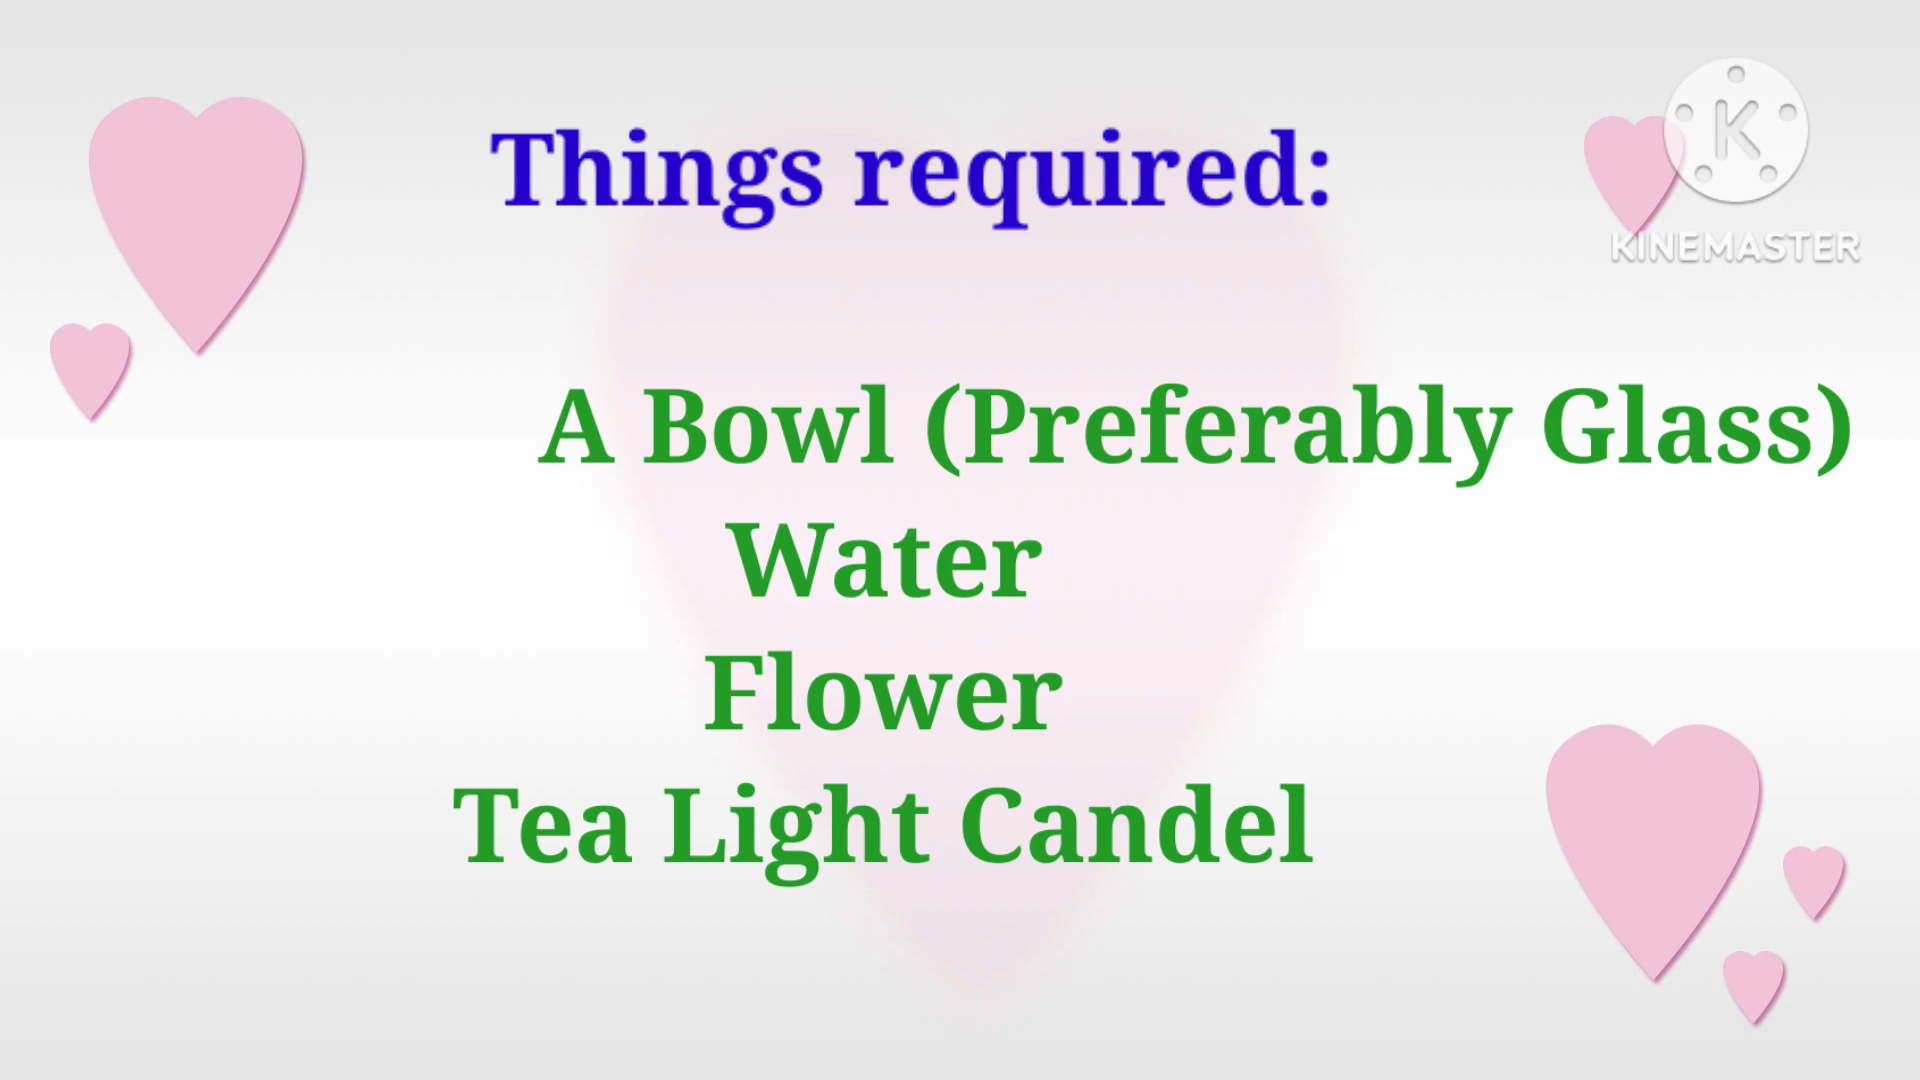 Things required:
K
KINEMASTER
A Bowl (Preferably Glass)
Water
Flower
Tea Light Candel